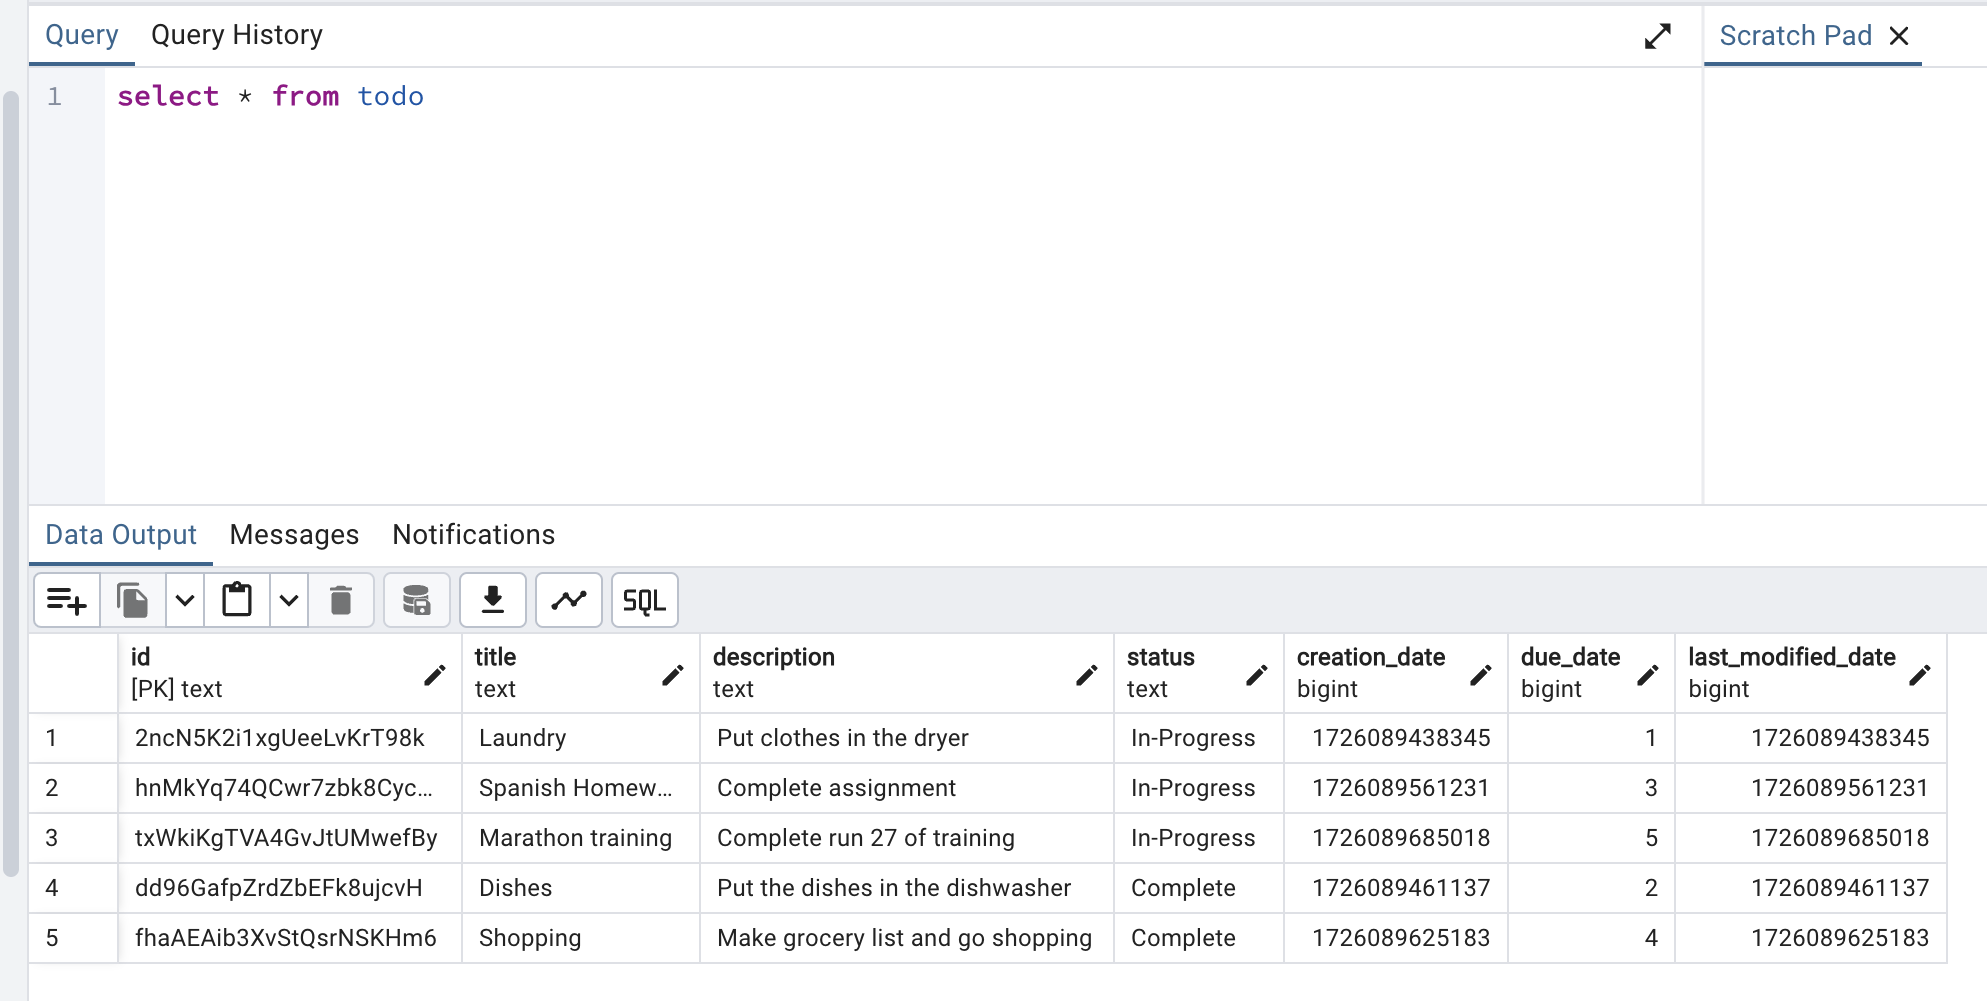 Query Query History Scratch Pad
1 select * from todo
Data Output Messages Notifications
SQL
id title description status creation_date due_date last_modified_date
[PK] text text text text bigint bigint bigint
1 2ncN5K2i1xgUeeLvKrT98k Laundry Put clothes in the dryer In-Progress 1726089438345 1 1726089438345
2 hnMkYq74QCwr7zbk8Cyc... Spanish Homew... Complete assignment In-Progress 1726089561231 3 1726089561231
3 txWkiKgTVA4GvJtUMwefBy Marathon training Complete run 27 of training In-Progress 1726089685018 5 1726089685018
4 dd96GafpZrdZbEFk8ujcvH Dishes Put the dishes in the dishwasher Complete 1726089461137 2 1726089461137
5 fhaAEAib3XvStQsrNSKHm6 Shopping Make grocery list and go shopping Complete 1726089625183 4 1726089625183